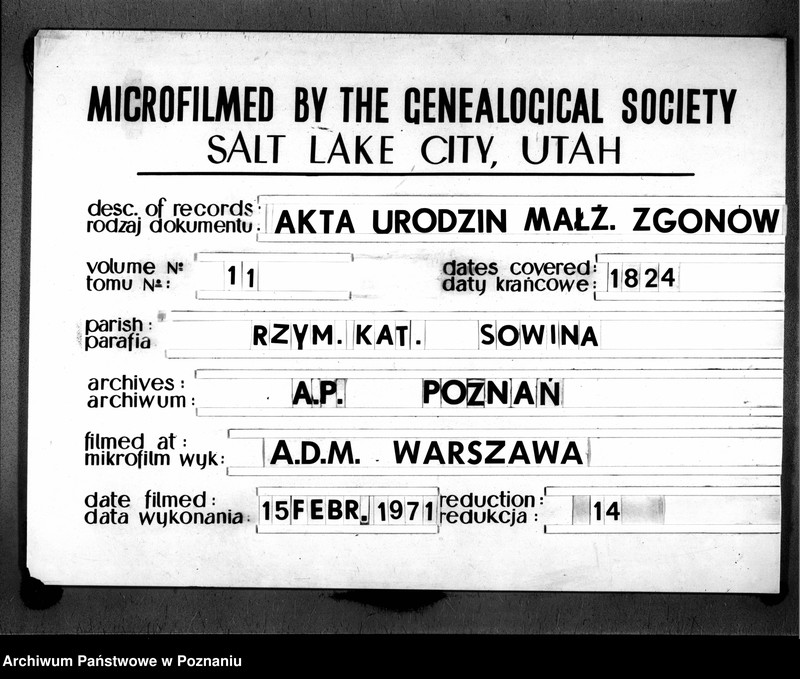 MICROFILMED BY THE GENEALOGICAL SOCIETY
SALT LAKE CITY, UTAH
desc. of records:
rodzaj dokumentu: AKTA URODZIN MAŁŻ. ZGONÓW
volume No:
tomu No: 11
dates covered:
daty krańcowe: 1824
parish:
parafia RZYM. KAT. SOWINA
archives:
archiwum: A.P. POZNAŃ
filmed at:
mikrofilm wyk: A.D.M. WARSZAWA
date filmed:
data wykonania: 15 FEBR. 1971
reduction:
redukcja: 14
Archiwum Państwowe w Poznaniu